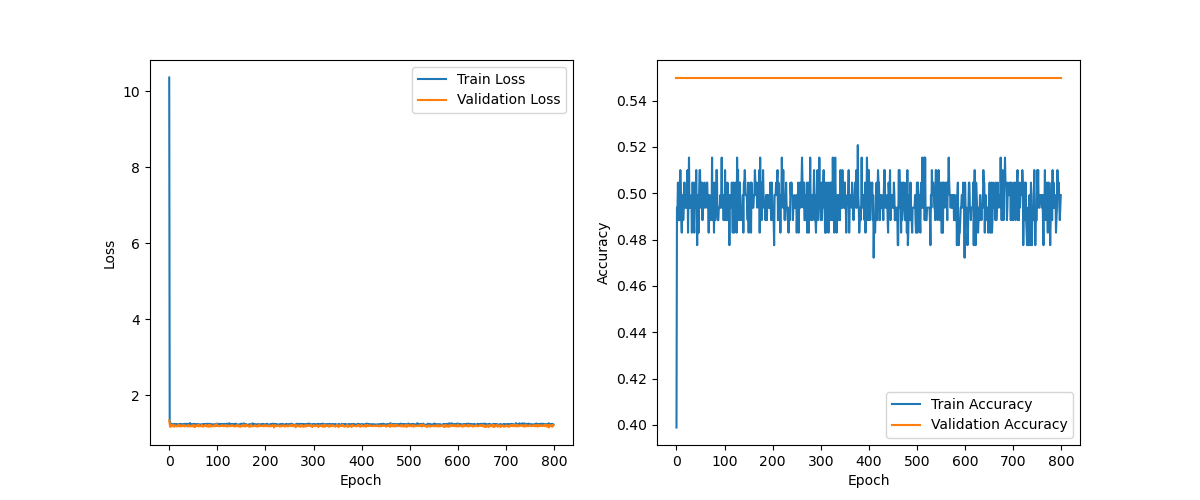 Train Loss
Validation Loss
10
8
6
4
2
Loss
0 100 200 300 400 500 600 700 800
Epoch
0.54
0.52
0.50
0.48
0.46
0.44
0.42
0.40
Accuracy
Train Accuracy
Validation Accuracy
0 100 200 300 400 500 600 700 800
Epoch